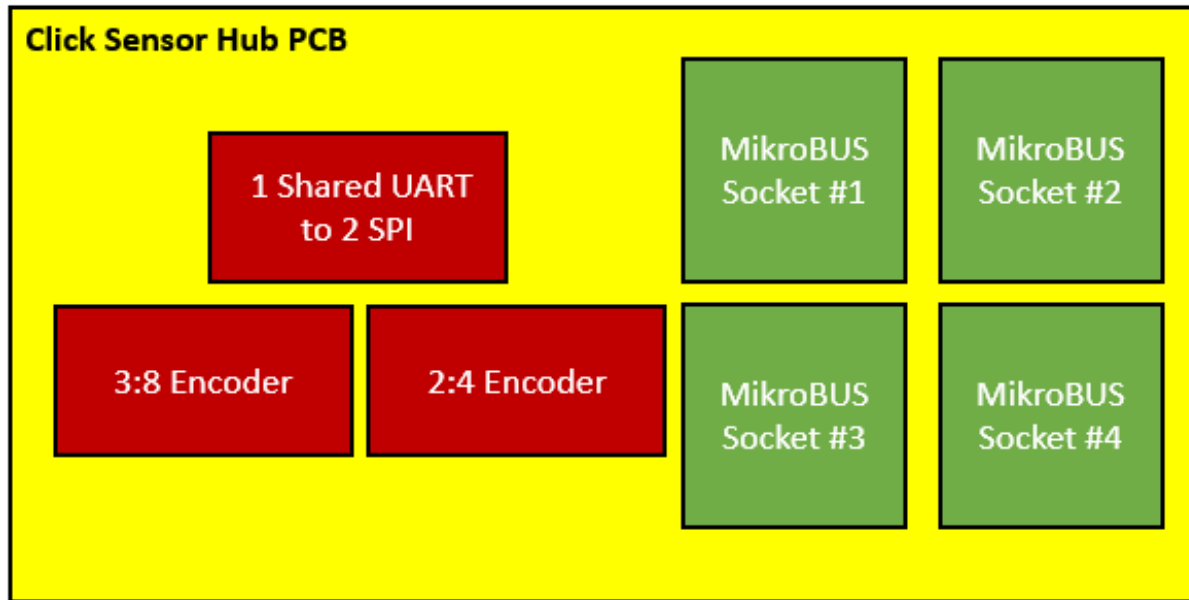 Click Sensor Hub PCB
1 Shared UART
to 2 SPI
3:8 Encoder
2:4 Encoder
MikroBUS
Socket #1
MikroBUS
Socket #2
MikroBUS
Socket #3
MikroBUS
Socket #4